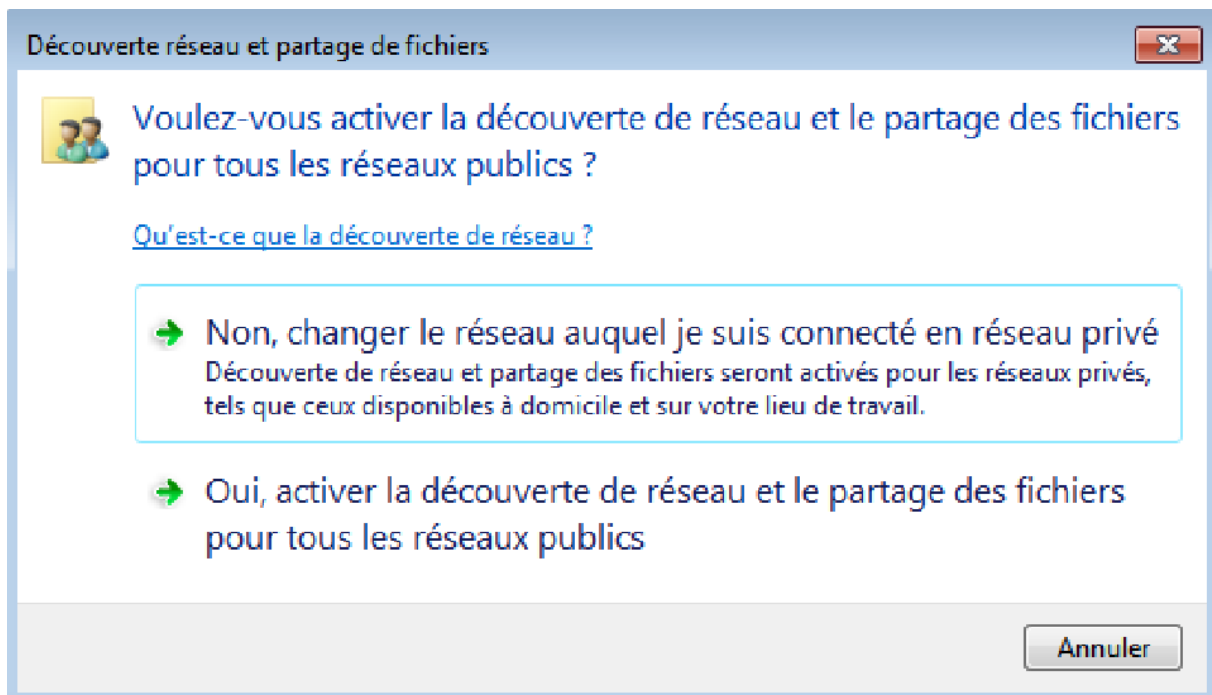 Découverte réseau et partage de fichiers
Voulez-vous activer la découverte de réseau et le partage des fichiers
pour tous les réseaux publics ?
Qu'est-ce que la découverte de réseau ?
Non, changer le réseau auquel je suis connecté en réseau privé
Découverte de réseau et partage des fichiers seront activés pour les réseaux privés,
tels que ceux disponibles à domicile et sur votre lieu de travail.
Oui, activer la découverte de réseau et le partage des fichiers
pour tous les réseaux publics
Annuler